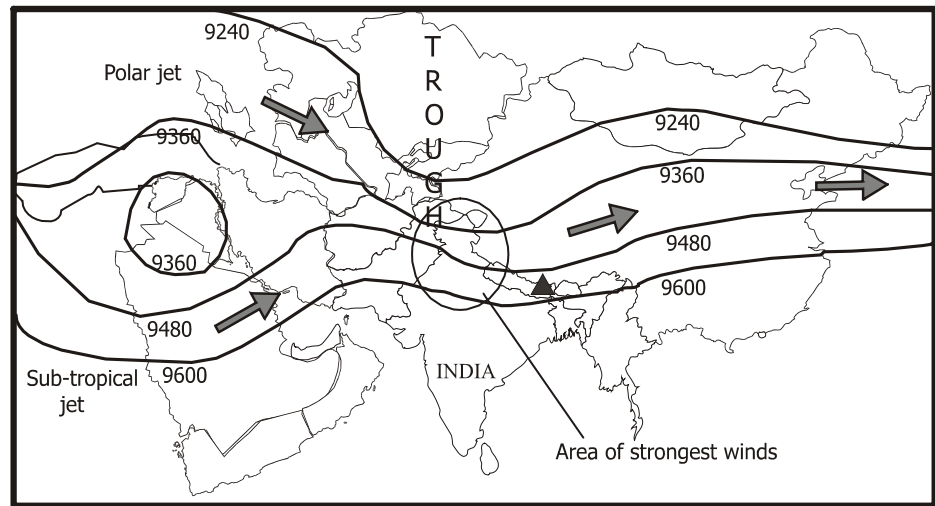 9240
Polar jet
T
R
O
U
G
H
9360
9240
9360
9360
9480
9480
9600
9600
Sub-tropical
jet
INDIA
Area of strongest winds